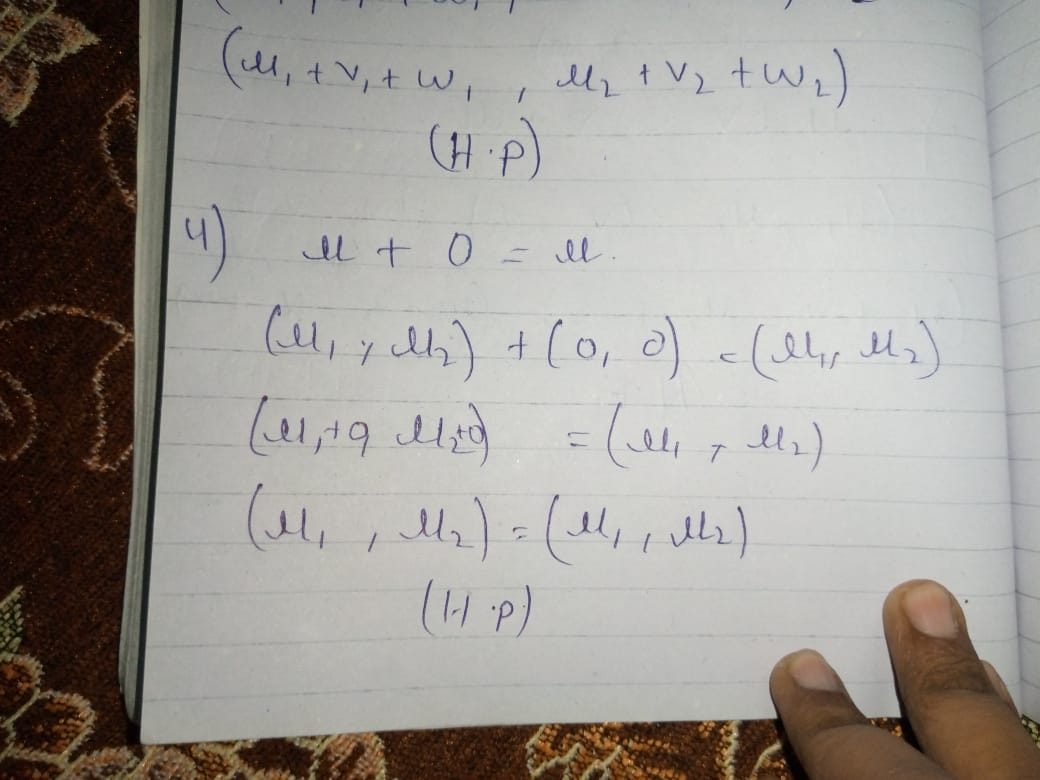 (u₁ + v₁ + w₁ , u₂ + v₂ + w₂)
(H.P)
4) u + 0 = u.
(u₁, u₂) + (0, 0) = (u₁, u₂)
(u₁+0, u₂+0) = (u₁, u₂)
(u₁, u₂) = (u₁, u₂)
(H.P)